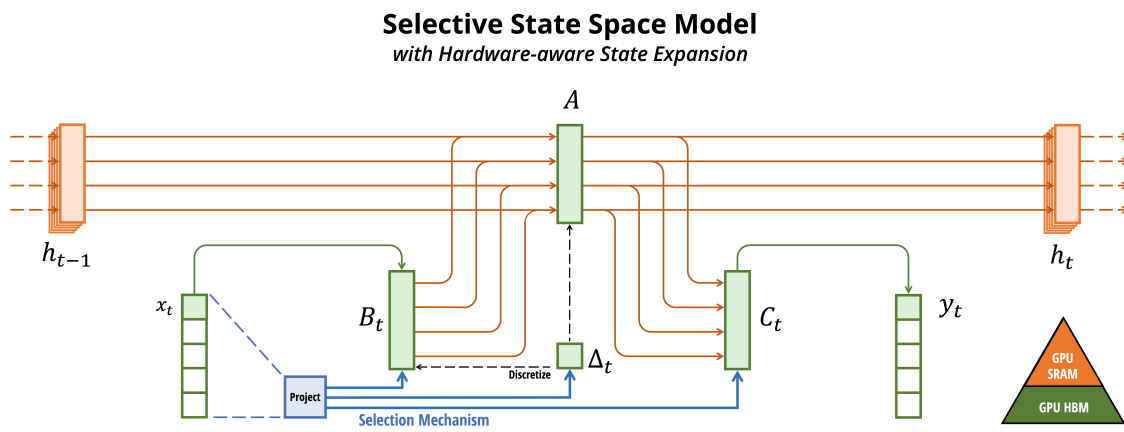 Selective State Space Model
with Hardware-aware State Expansion
A
h_{t-1}
h_t
x_t
B_t
C_t
y_t
Δ_t
Discretize
Project
Selection Mechanism
GPU
SRAM
GPU HBM